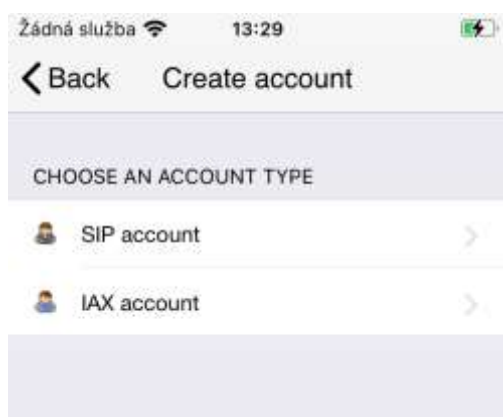 Žádná služba 13:29
Back Create account
CHOOSE AN ACCOUNT TYPE
SIP account
IAX account